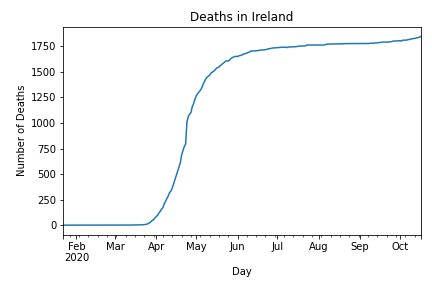 Deaths in Ireland
Number of Deaths
1750
1500
1250
1000
750
500
250
0
Feb Mar Apr May Jun Jul Aug Sep Oct
2020
Day